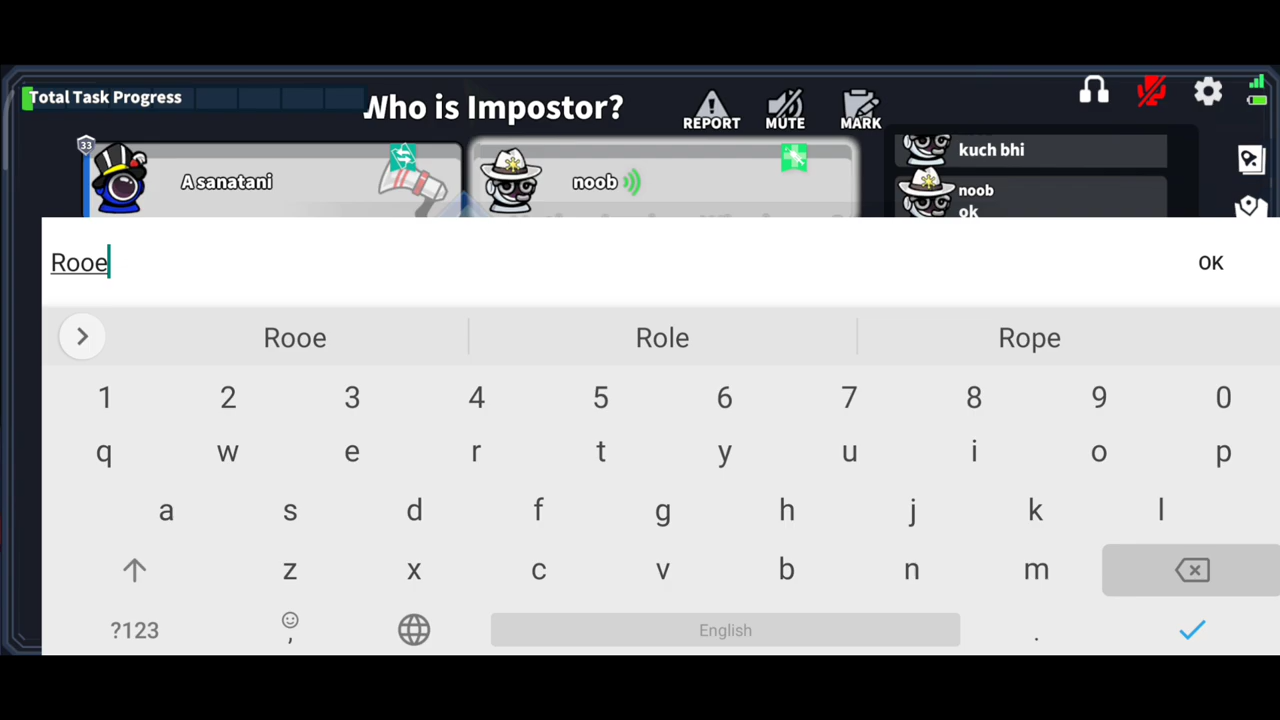 Total Task Progress
Who is Impostor?
REPORT
MUTE
MARK
33
A sanatani
noob
kuch bhi
noob
ok
Rooe
OK
Rooe Role Rope
1 2 3 4 5 6 7 8 9 0
q w e r t y u i o p
a s d f g h j k l
z x c v b n m
?123 , English .